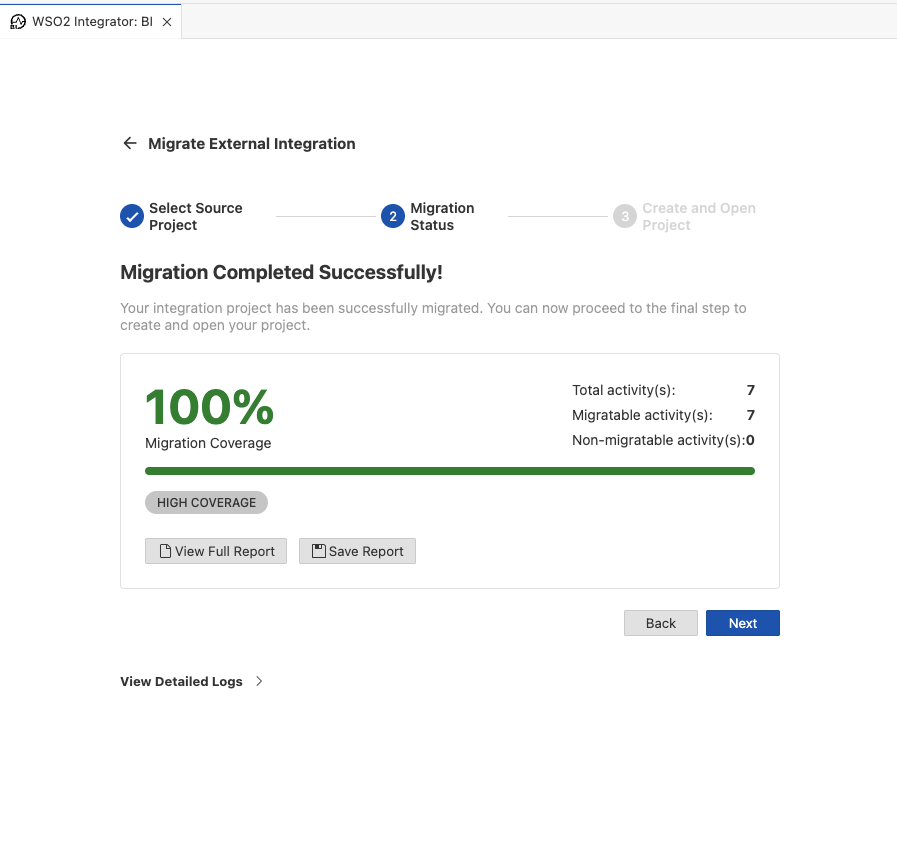 WSO2 Integrator: BI
Migrate External Integration
Select Source
Project
2
Migration
Status
3
Create and Open
Project
Migration Completed Successfully!
Your integration project has been successfully migrated. You can now proceed to the final step to
create and open your project.
100%
Migration Coverage
Total activity(s): 7
Migratable activity(s): 7
Non-migratable activity(s):0
HIGH COVERAGE
View Full Report
Save Report
Back
Next
View Detailed Logs